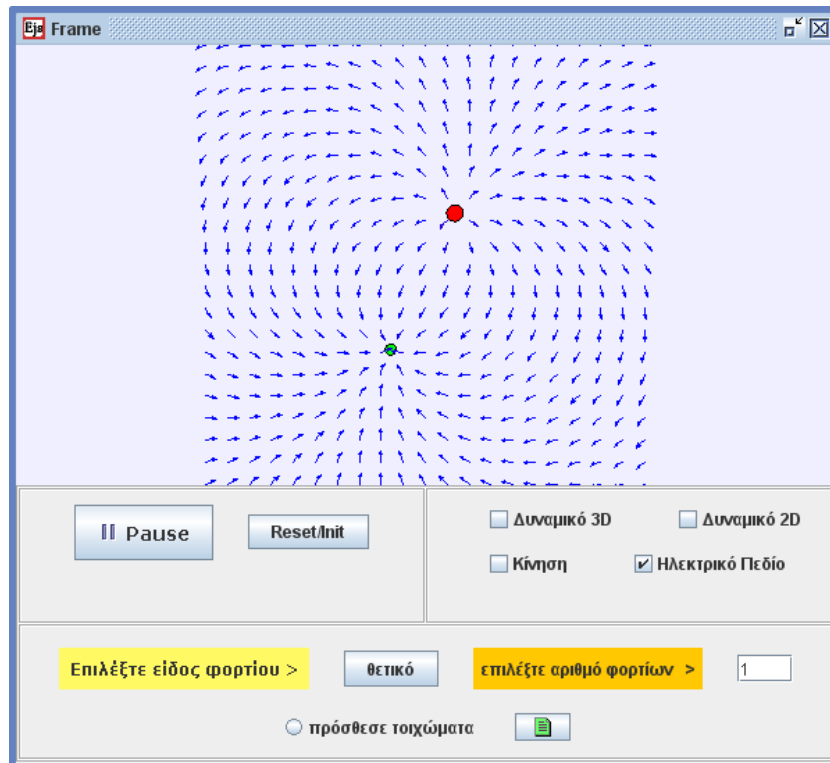 Ejs Frame
Pause
Reset/Init
Δυναμικό 3D
Δυναμικό 2D
Κίνηση
Ηλεκτρικό Πεδίο
Επιλέξτε είδος φορτίου >
θετικό
επιλέξτε αριθμό φορτίων >
1
πρόσθεσε τοιχώματα